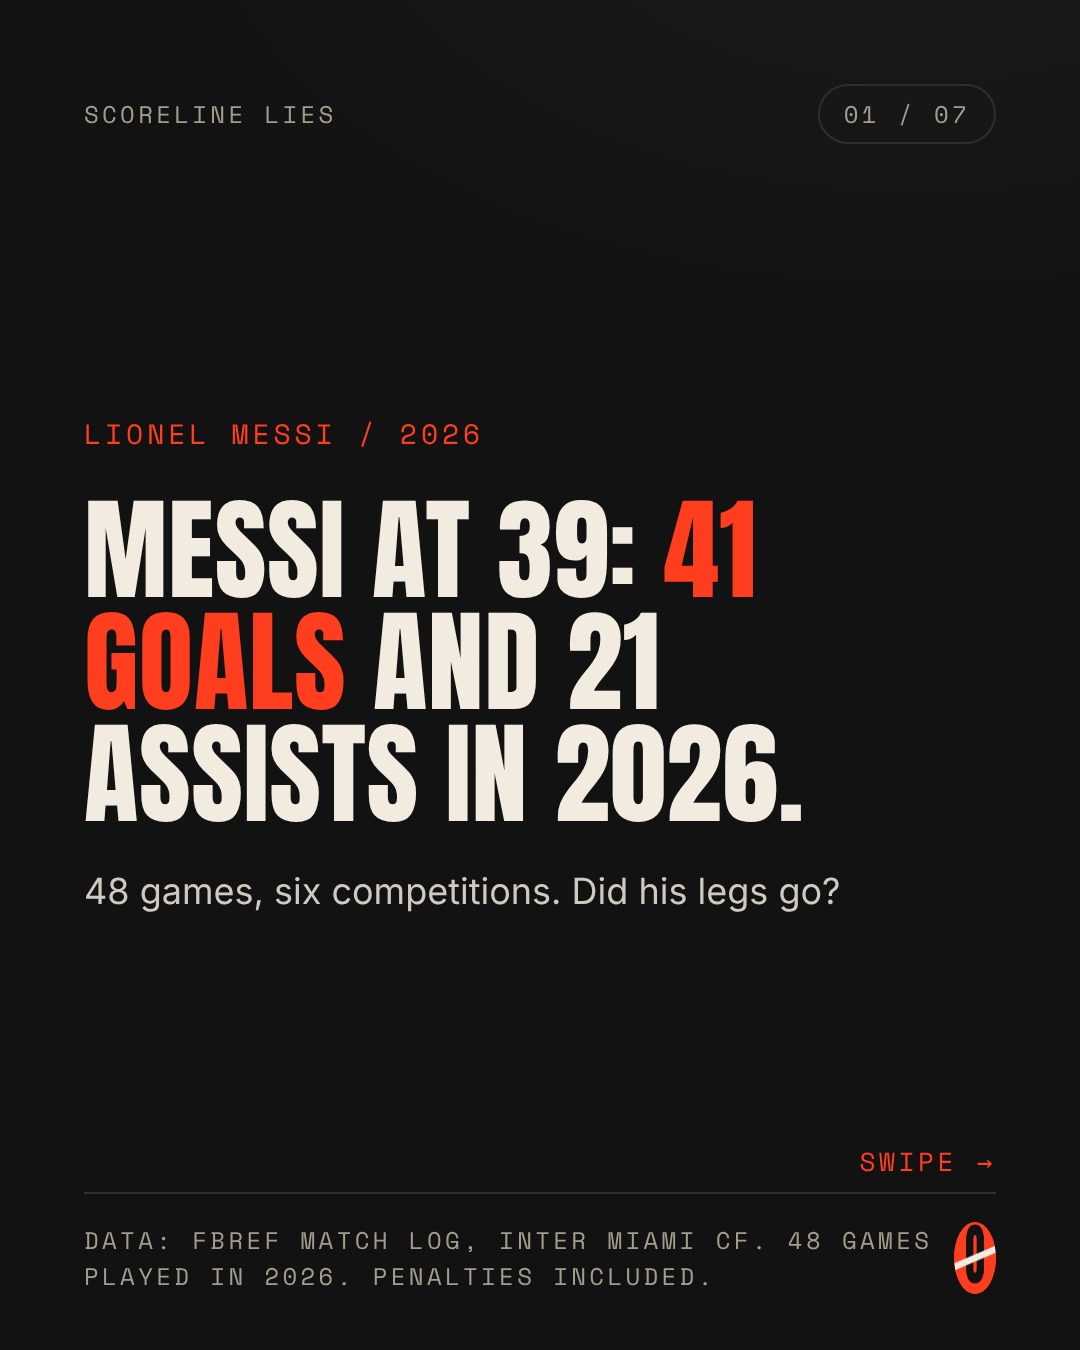 SCORELINE LIES
01 / 07
LIONEL MESSI / 2026
MESSI AT 39: 41
GOALS AND 21
ASSISTS IN 2026.
48 games, six competitions. Did his legs go?
SWIPE →
DATA: FBREF MATCH LOG, INTER MIAMI CF. 48 GAMES
PLAYED IN 2026. PENALTIES INCLUDED.
0